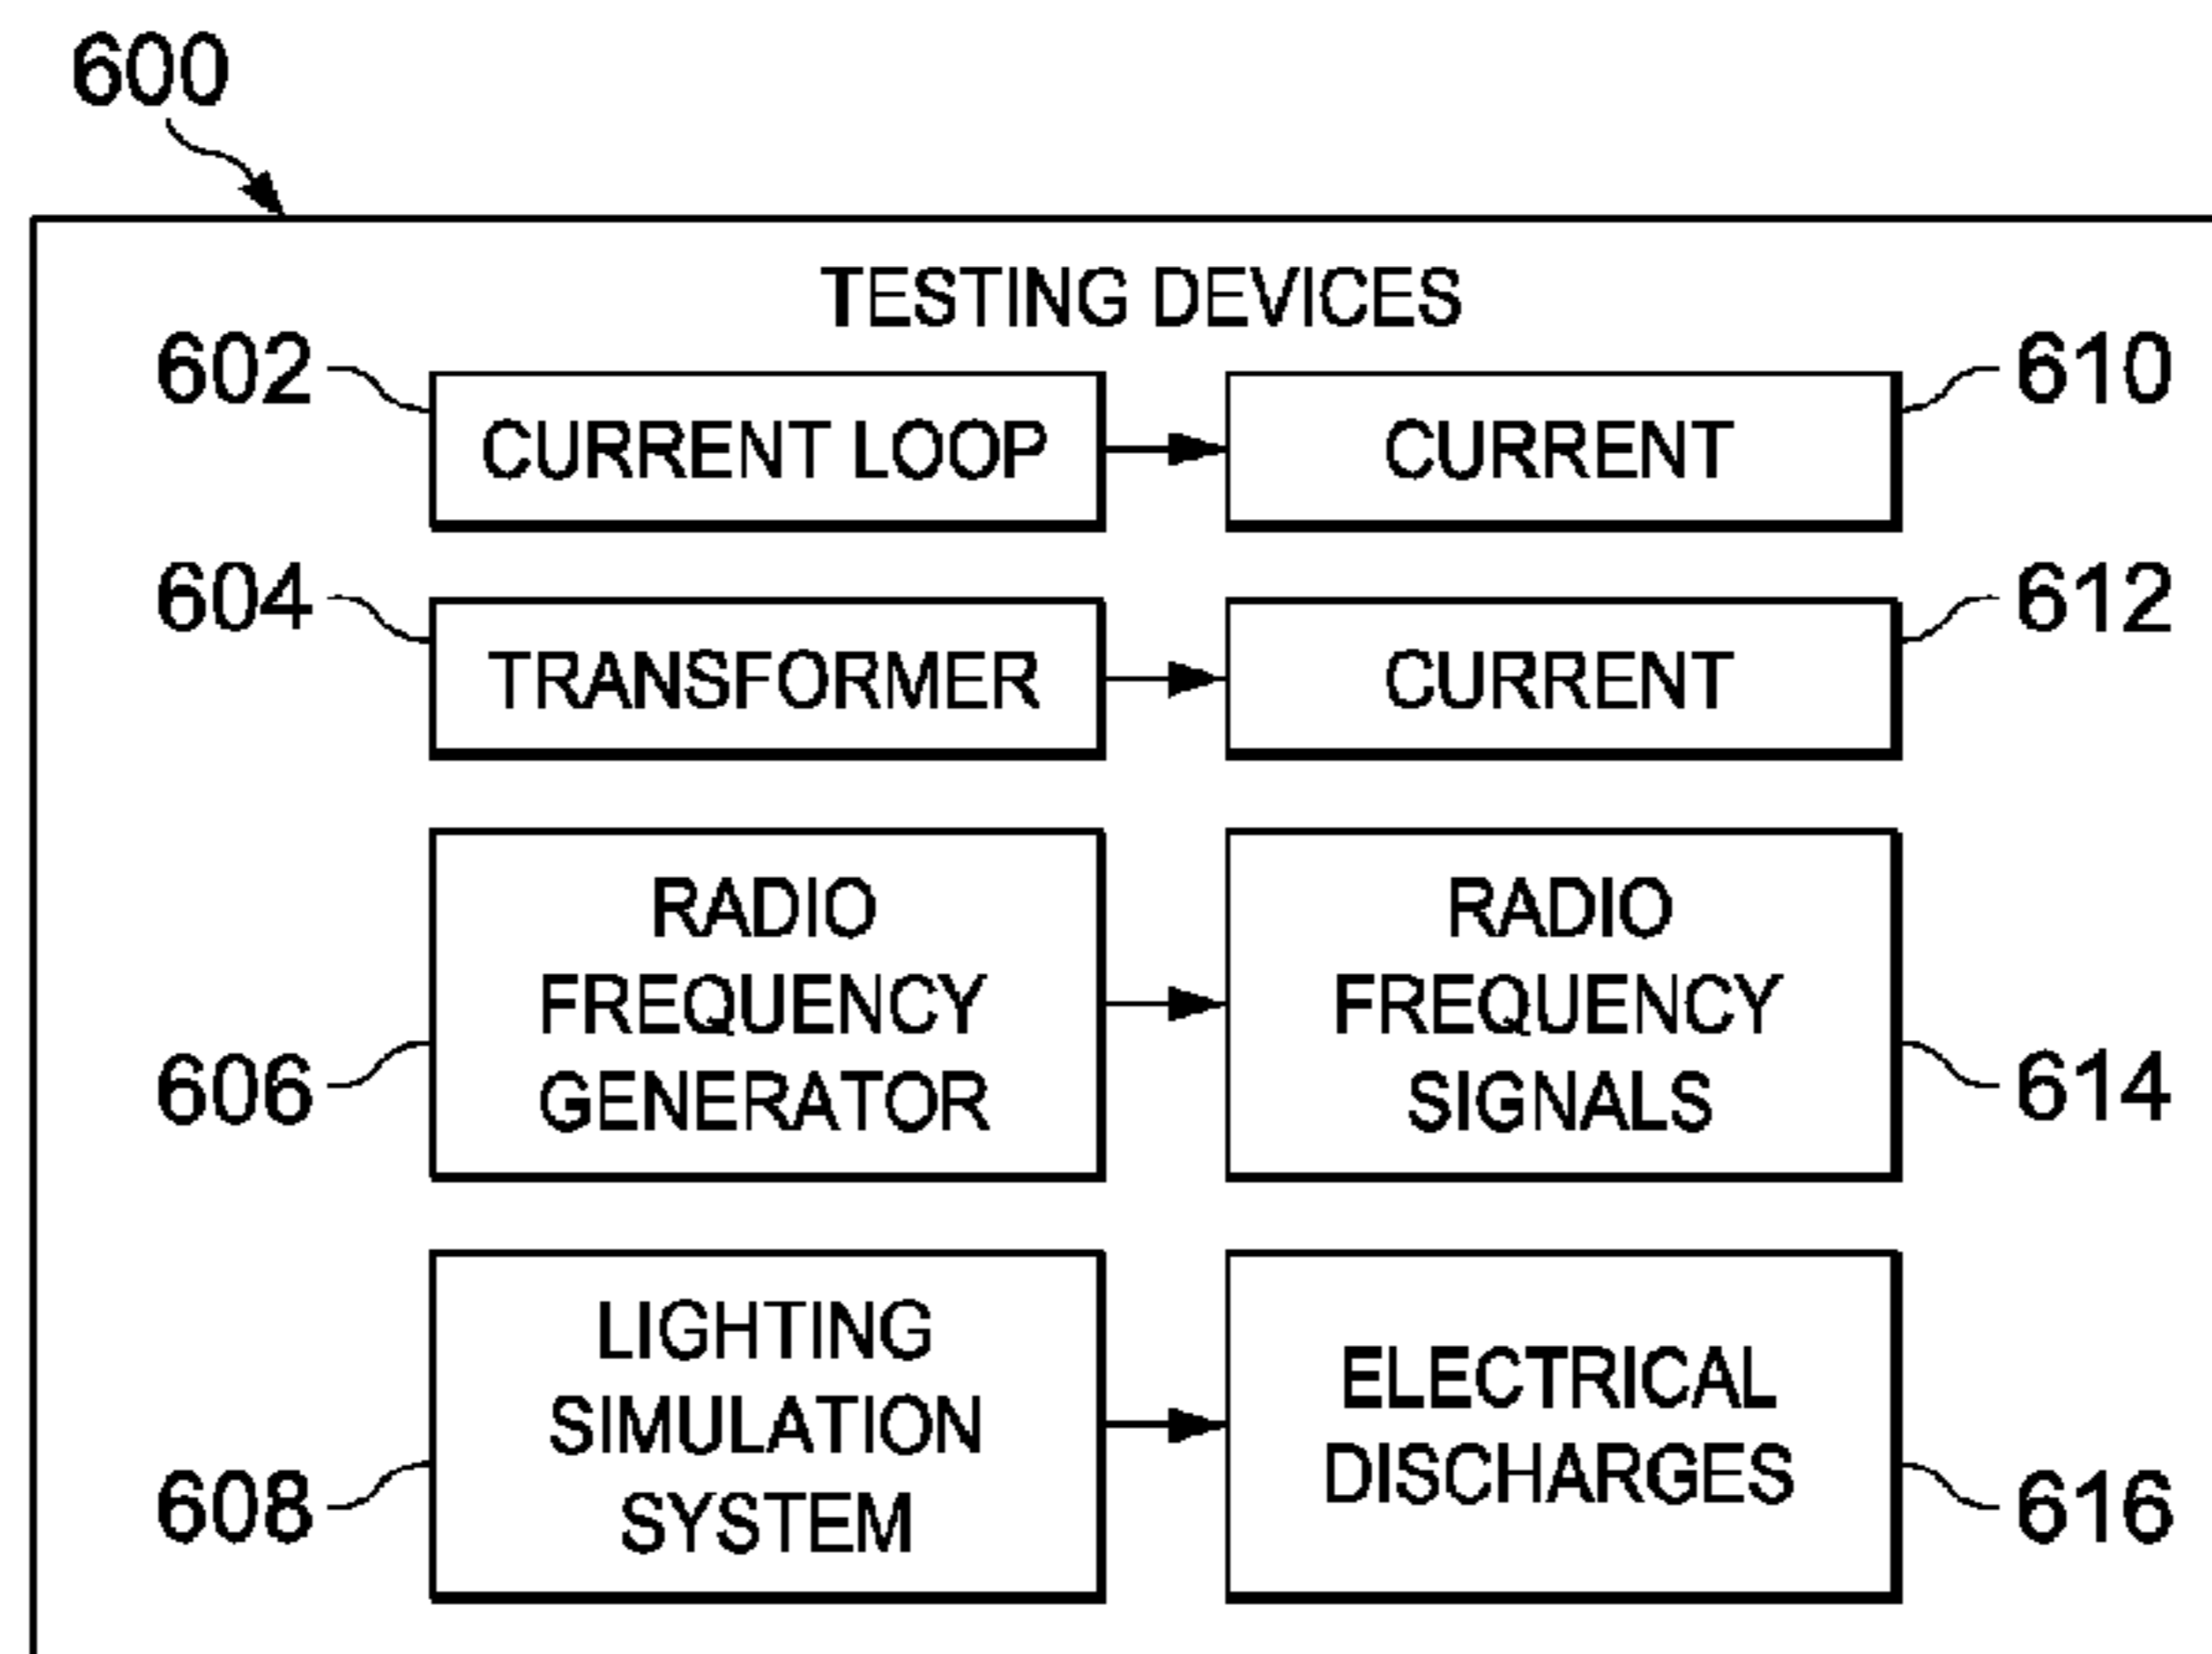 600
TESTING DEVICES
602
CURRENT LOOP
CURRENT
610
604
TRANSFORMER
CURRENT
612
606
RADIO
FREQUENCY
GENERATOR
RADIO
FREQUENCY
SIGNALS
614
608
LIGHTING
SIMULATION
SYSTEM
ELECTRICAL
DISCHARGES
616